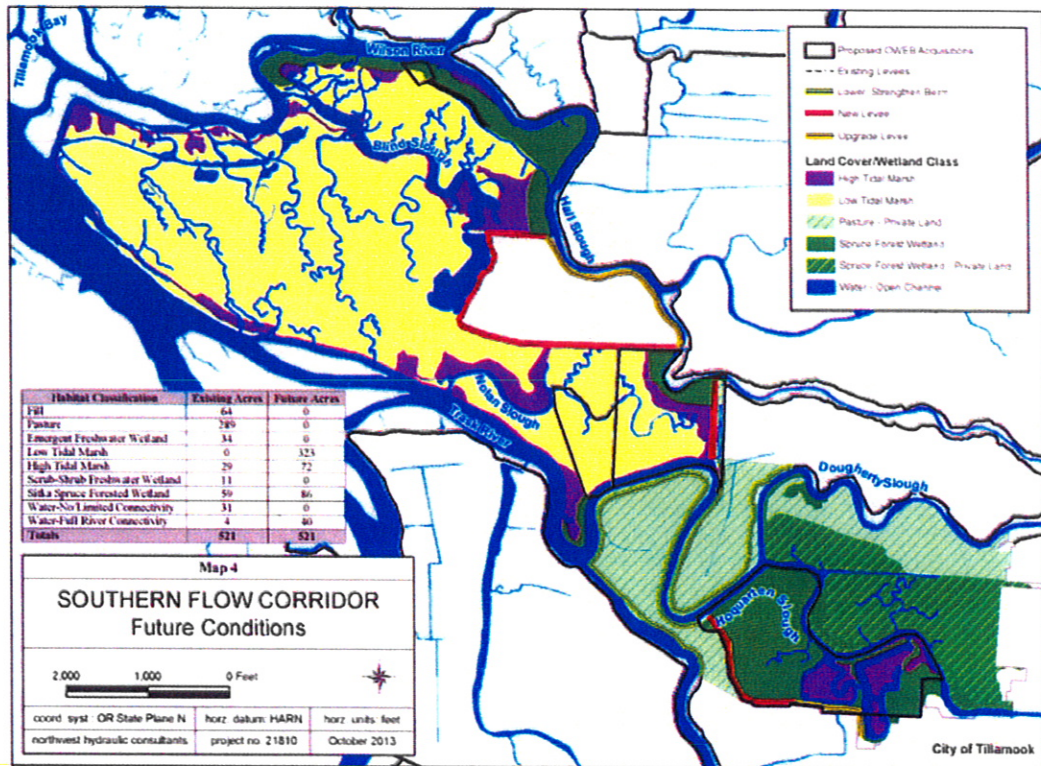 Tillamook Bay
Wilson River
Blind Slough
Hall Slough
Nolan Slough
Trask River
Dougherty Slough
Hoquarten Slough
City of Tillamook
Proposed OWEB Acquisitions
Existing Levees
Lower, Strengthen Berm
New Levee
Upgrade Levee
Land Cover/Wetland Class
High Tidal Marsh
Low Tidal Marsh
Pasture - Private Land
Spruce Forest Wetland
Spruce Forest Wetland - Private Land
Water - Open Channel
Habitat Classification Existing Acres Future Acres
Fill 64 0
Pasture 289 0
Emergent Freshwater Wetland 34 0
Low Tidal Marsh 0 323
High Tidal Marsh 29 72
Scrub-Shrub Freshwater Wetland 11 0
Sitka Spruce Forested Wetland 59 86
Water-No/Limited Connectivity 31 0
Water-Full River Connectivity 4 40
Totals 521 521
Map 4
SOUTHERN FLOW CORRIDOR
Future Conditions
2,000 1,000 0 Feet
coord. syst.: OR State Plane N horz. datum: HARN horz. units: feet
northwest hydraulic consultants project no. 21810 October 2013